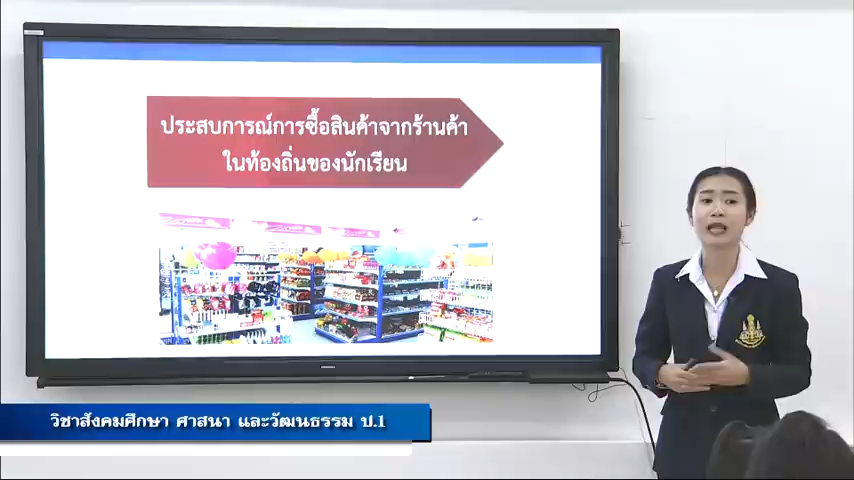 ประสบการณ์การซื้อสินค้าจากร้านค้า
ในท้องถิ่นของนักเรียน
วิชาสังคมศึกษา ศาสนา และวัฒนธรรม ป.1